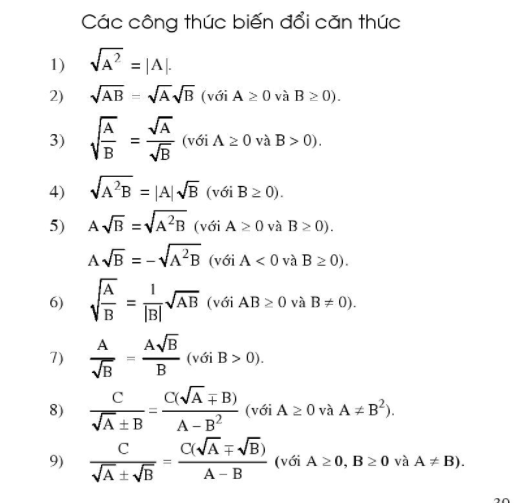 Các công thức biến đổi căn thức
1) √(A²) = |A|.
2) √(AB) = √A√B (với A ≥ 0 và B ≥ 0).
3) √(A/B) = √A/√B (với A ≥ 0 và B > 0).
4) √(A²B) = |A|√B (với B ≥ 0).
5) A√B = √(A²B) (với A ≥ 0 và B ≥ 0).
A√B = −√(A²B) (với A < 0 và B ≥ 0).
6) √(A/B) = 1/|B| √(AB) (với AB ≥ 0 và B ≠ 0).
7) A/√B = A√B/B (với B > 0).
8) C/(√A ± B) = C(√A ∓ B)/(A − B²) (với A ≥ 0 và A ≠ B²).
9) C/(√A ± √B) = C(√A ∓ √B)/(A − B) (với A ≥ 0, B ≥ 0 và A ≠ B).